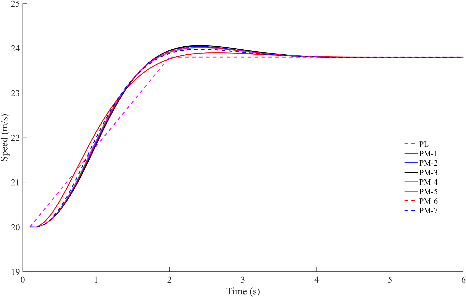 25
24
23
22
21
20
19
Speed (m/s)
0
1
2
3
4
5
6
Time (s)
PL
PM-1
PM-2
PM-3
PM-4
PM-5
PM-6
PM-7